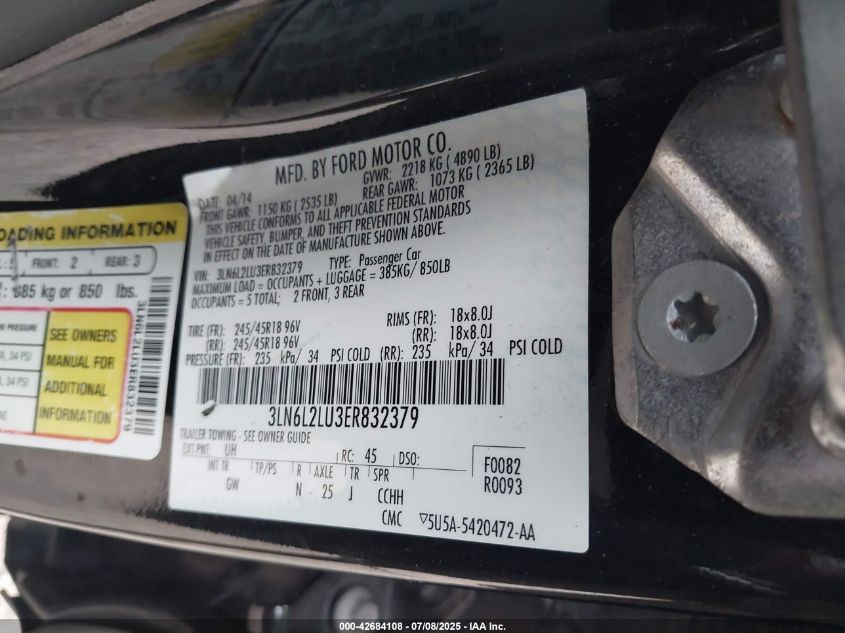 MFD. BY FORD MOTOR CO.
DATE: 04/14
GVWR: 2218 KG ( 4890 LB)
FRONT GAWR: 1150 KG ( 2535 LB)
REAR GAWR: 1073 KG ( 2365 LB)
THIS VEHICLE CONFORMS TO ALL APPLICABLE FEDERAL MOTOR
VEHICLE SAFETY, BUMPER, AND THEFT PREVENTION STANDARDS
IN EFFECT ON THE DATE OF MANUFACTURE SHOWN ABOVE.
VIN: 3LN6L2LU3ER832379 TYPE: Passenger Car
MAXIMUM LOAD = OCCUPANTS + LUGGAGE = 385KG/ 850LB
OCCUPANTS = 5 TOTAL; 2 FRONT, 3 REAR
TIRE (FR): 245/45R18 96V RIMS (FR): 18x8.0J
(RR): 245/45R18 96V (RR): 18x8.0J
PRESSURE (FR): 235 kPa/ 34 PSI COLD (RR): 235 kPa/ 34 PSI COLD
3LN6L2LU3ER832379
TRAILER TOWING - SEE OWNER GUIDE
EXT PNT: UH RC: 45 DSO: F0082
INT TR TP/PS R AXLE TR SPR R0093
GW N 25 J CCHH
CMC ▽5U5A-5420472-AA
OADING INFORMATION
FRONT: 2 REAR: 3
385 kg or 850 lbs.
PRESSURE
, 34 PSI
, 34 PSI
NE
SEE OWNERS
MANUAL FOR
ADDITIONAL
INFORMATION
3LN6L2LU3ER832379
000-42684108 - 07/08/2025 - IAA Inc.